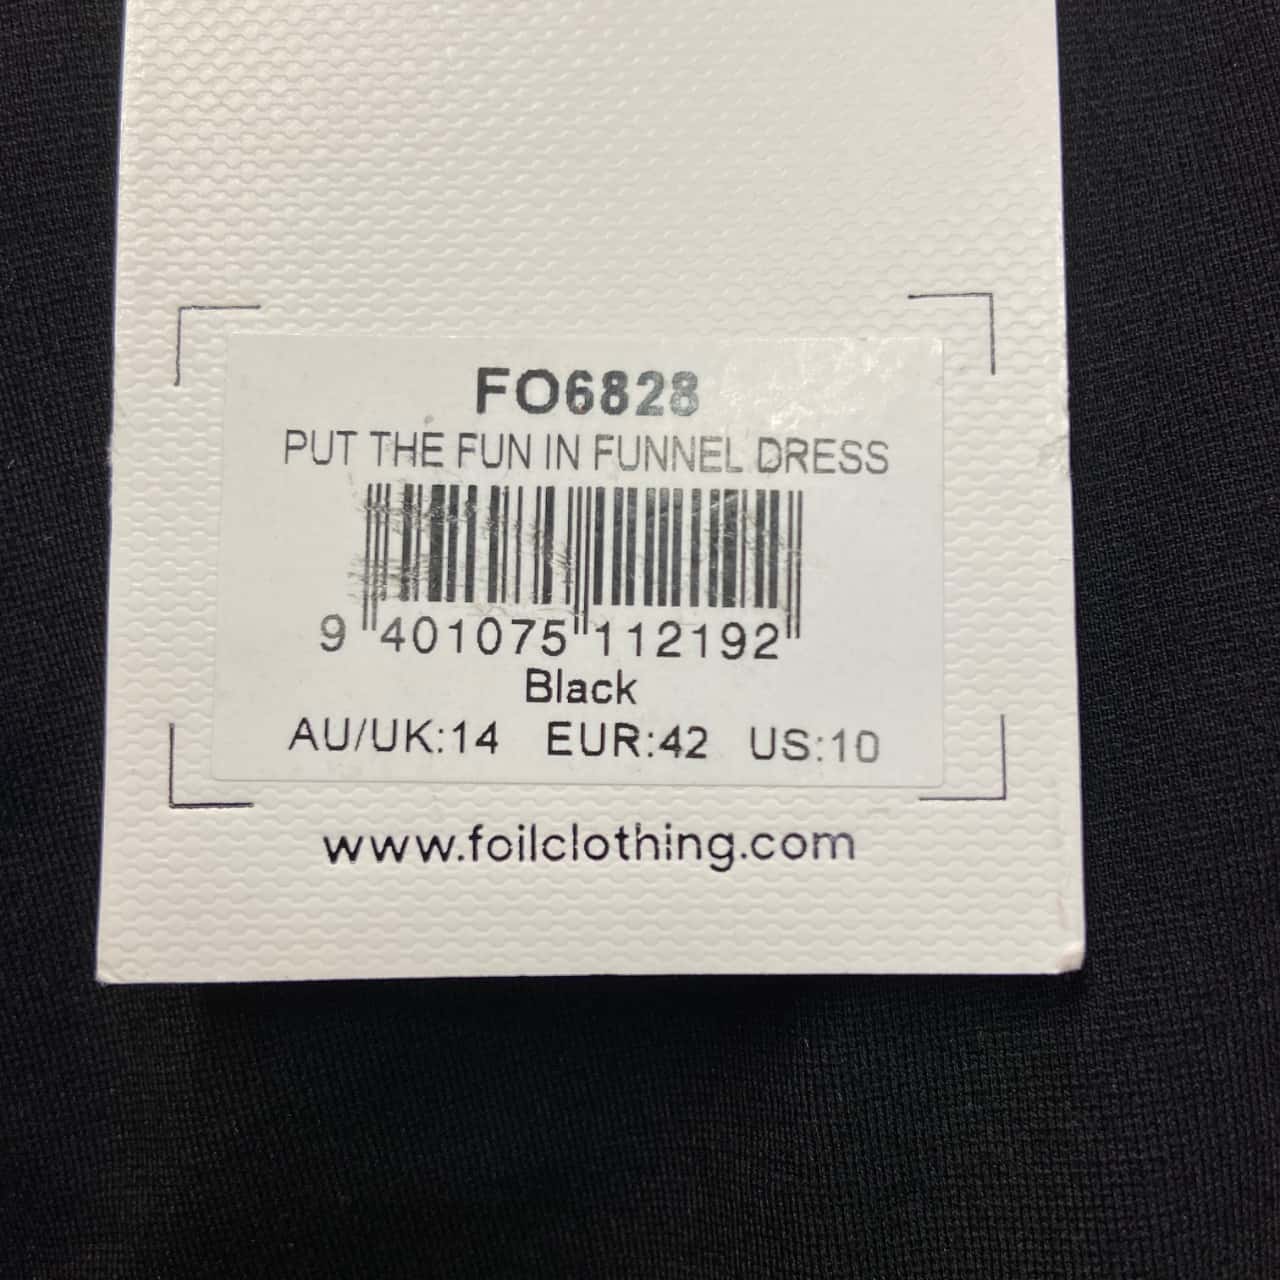 FO6828
PUT THE FUN IN FUNNEL DRESS
9 401075 112192
Black
AU/UK:14 EUR:42 US:10
www.foilclothing.com